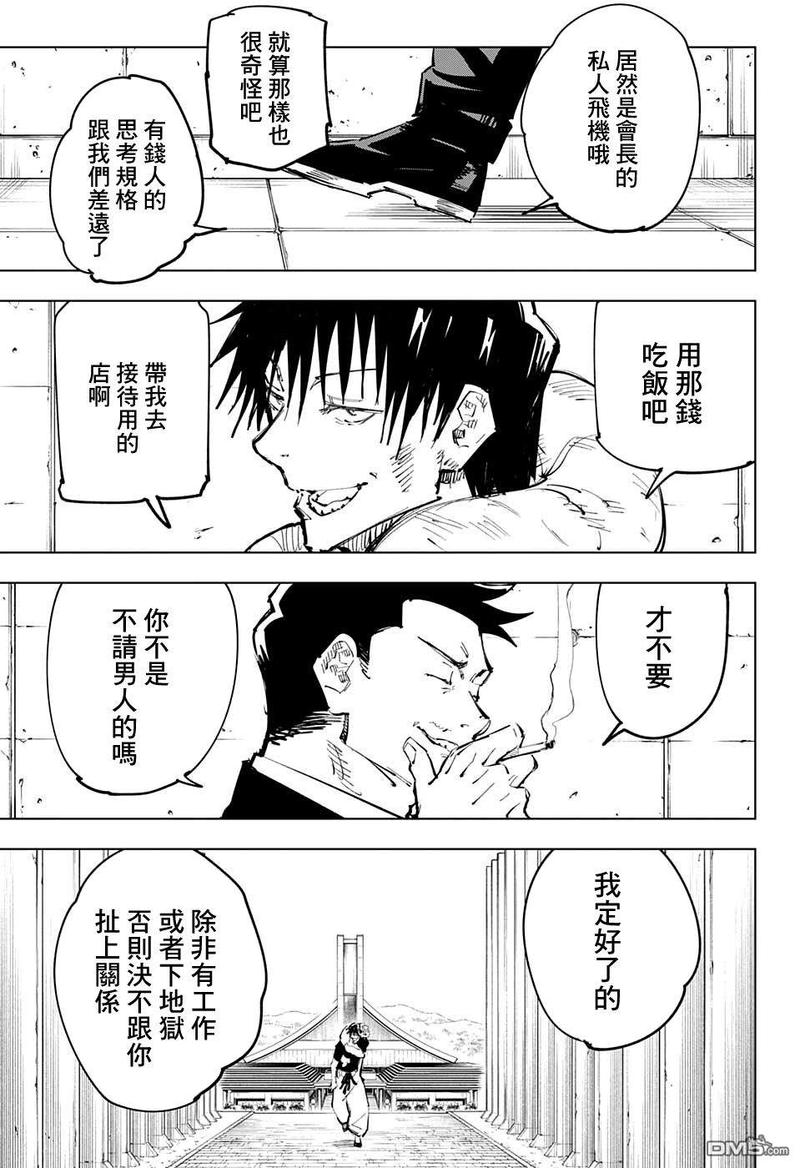 居然是會長的
私人飛機哦
就算那樣也
很奇怪吧
有錢人的
思考規格
跟我們差遠了
用那錢
吃飯吧
帶我去
接待用的
店啊
才不要
你不是
不請男人的嗎
我定好了的
除非有工作
或者下地獄
否則決不跟你
扯上關係
DM5.com